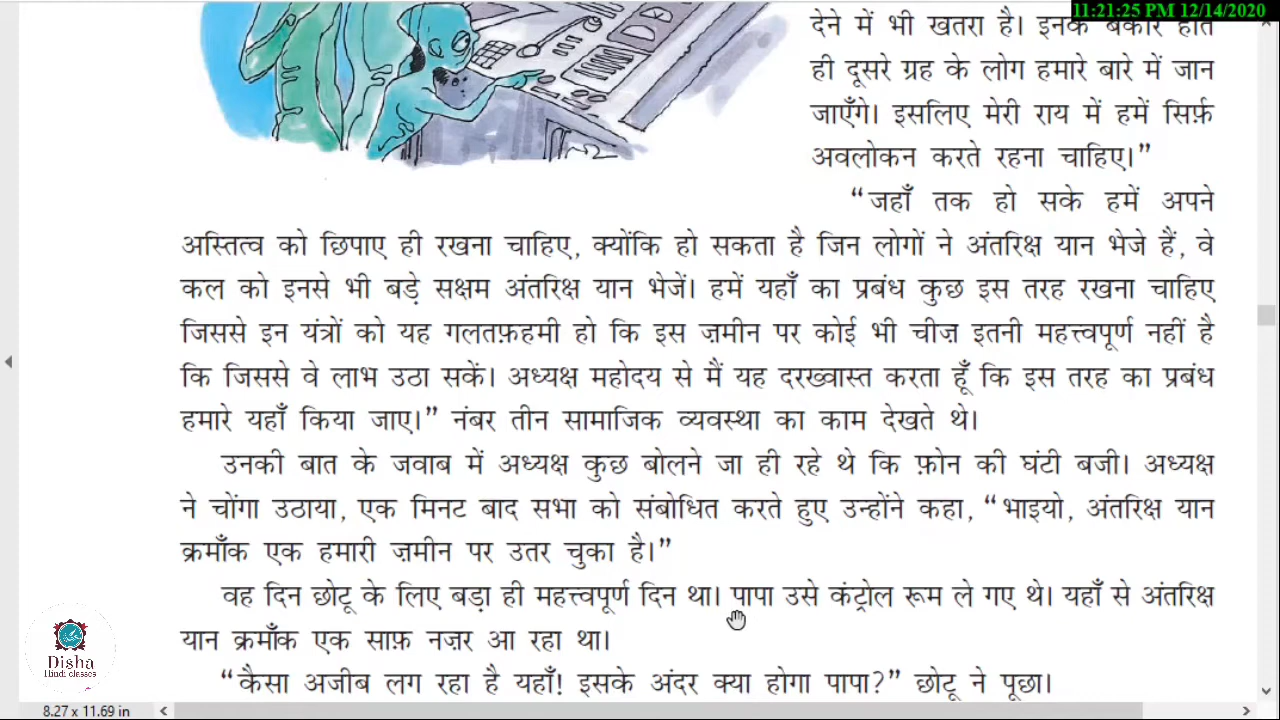 11:21:25 PM 12/14/2020
देने में भी खतरा है। इनके बेकार होते
ही दूसरे ग्रह के लोग हमारे बारे में जान
जाएँगे। इसलिए मेरी राय में हमें सिर्फ़
अवलोकन करते रहना चाहिए।”
“जहाँ तक हो सके हमें अपने
अस्तित्व को छिपाए ही रखना चाहिए, क्योंकि हो सकता है जिन लोगों ने अंतरिक्ष यान भेजे हैं, वे
कल को इनसे भी बड़े सक्षम अंतरिक्ष यान भेजें। हमें यहाँ का प्रबंध कुछ इस तरह रखना चाहिए
जिससे इन यंत्रों को यह गलतफ़हमी हो कि इस ज़मीन पर कोई भी चीज़ इतनी महत्त्वपूर्ण नहीं है
कि जिससे वे लाभ उठा सकें। अध्यक्ष महोदय से मैं यह दरख्वास्त करता हूँ कि इस तरह का प्रबंध
हमारे यहाँ किया जाए।” नंबर तीन सामाजिक व्यवस्था का काम देखते थे।
उनकी बात के जवाब में अध्यक्ष कुछ बोलने जा ही रहे थे कि फ़ोन की घंटी बजी। अध्यक्ष
ने चोंगा उठाया, एक मिनट बाद सभा को संबोधित करते हुए उन्होंने कहा, “भाइयो, अंतरिक्ष यान
क्रमाँक एक हमारी ज़मीन पर उतर चुका है।”
वह दिन छोटू के लिए बड़ा ही महत्त्वपूर्ण दिन था। पापा उसे कंट्रोल रूम ले गए थे। यहाँ से अंतरिक्ष
यान क्रमाँक एक साफ़ नज़र आ रहा था।
“कैसा अजीब लग रहा है यहाँ! इसके अंदर क्या होगा पापा?” छोटू ने पूछा।
Disha
Hindi classes
8.27 x 11.69 in